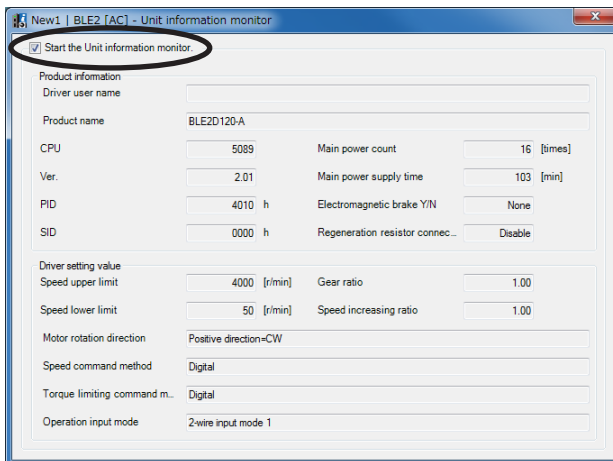 New1 | BLE2 [AC] - Unit information monitor
Start the Unit information monitor.
Product information
Driver user name
Product name BLE2D120-A
CPU 5089 Main power count 16 [times]
Ver. 2.01 Main power supply time 103 [min]
PID 4010 h Electromagnetic brake Y/N None
SID 0000 h Regeneration resistor connec... Disable
Driver setting value
Speed upper limit 4000 [r/min] Gear ratio 1.00
Speed lower limit 50 [r/min] Speed increasing ratio 1.00
Motor rotation direction Positive direction=CW
Speed command method Digital
Torque limiting command m... Digital
Operation input mode 2-wire input mode 1